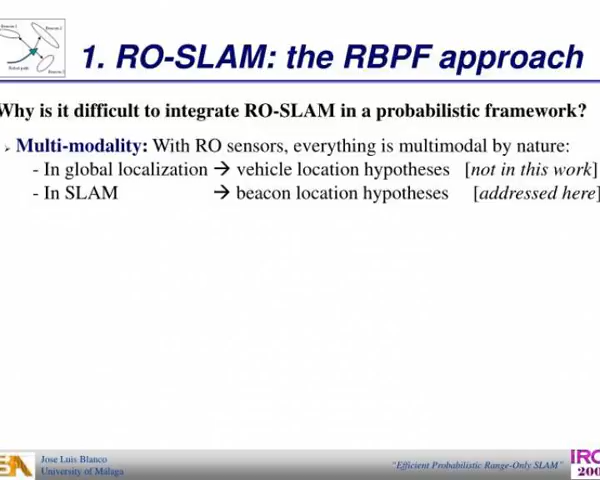 1. RO-SLAM: the RBPF approach
Why is it difficult to integrate RO-SLAM in a probabilistic framework?
Multi-modality: With RO sensors, everything is multimodal by nature:
- In global localization → vehicle location hypotheses [not in this work]
- In SLAM → beacon location hypotheses [addressed here]
Jose Luis Blanco
University of Málaga
"Efficient Probabilistic Range-Only SLAM"